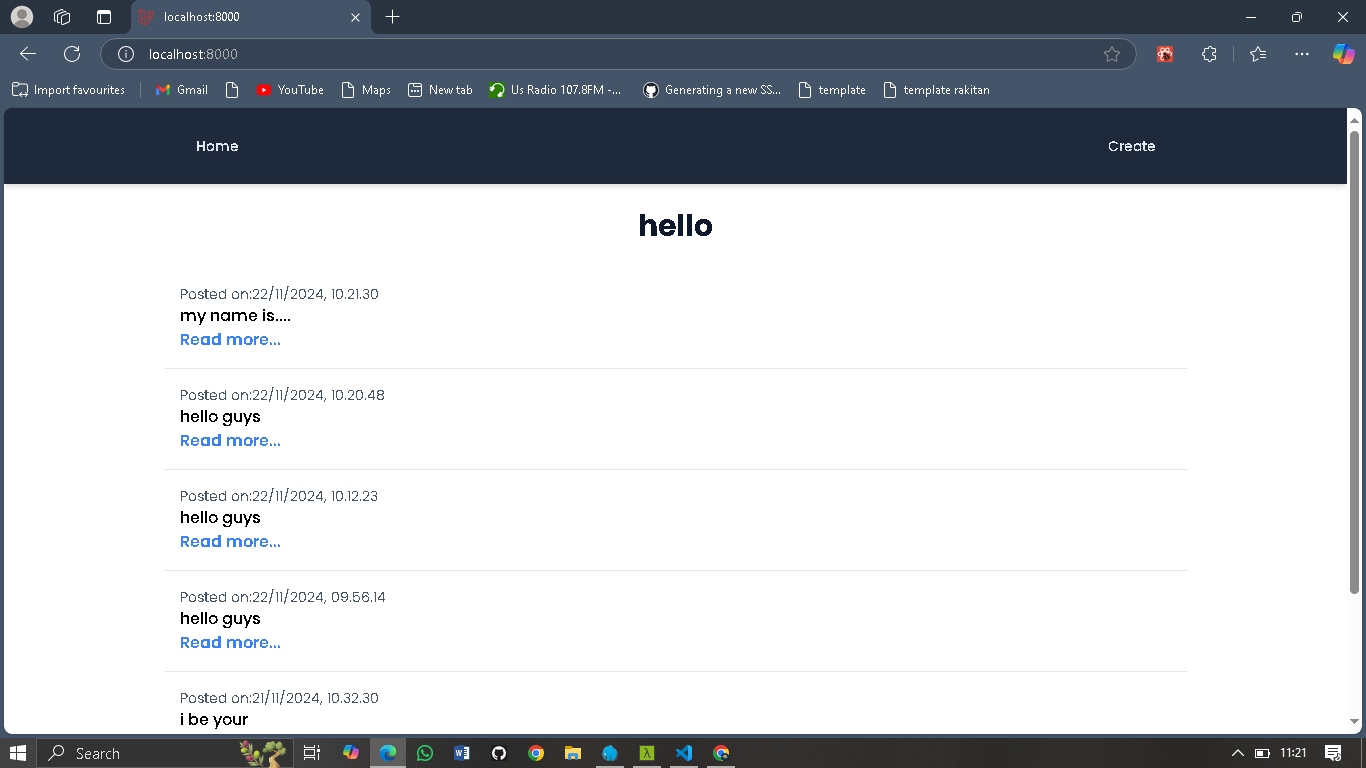 localhost:8000
localhost:8000
Import favourites Gmail YouTube Maps New tab Us Radio 107.8FM -... Generating a new SS... template template rakitan
Home Create
hello
Posted on:22/11/2024, 10.21.30
my name is....
Read more...
Posted on:22/11/2024, 10.20.48
hello guys
Read more...
Posted on:22/11/2024, 10.12.23
hello guys
Read more...
Posted on:22/11/2024, 09.56.14
hello guys
Read more...
Posted on:21/11/2024, 10.32.30
i be your
Search 11:21